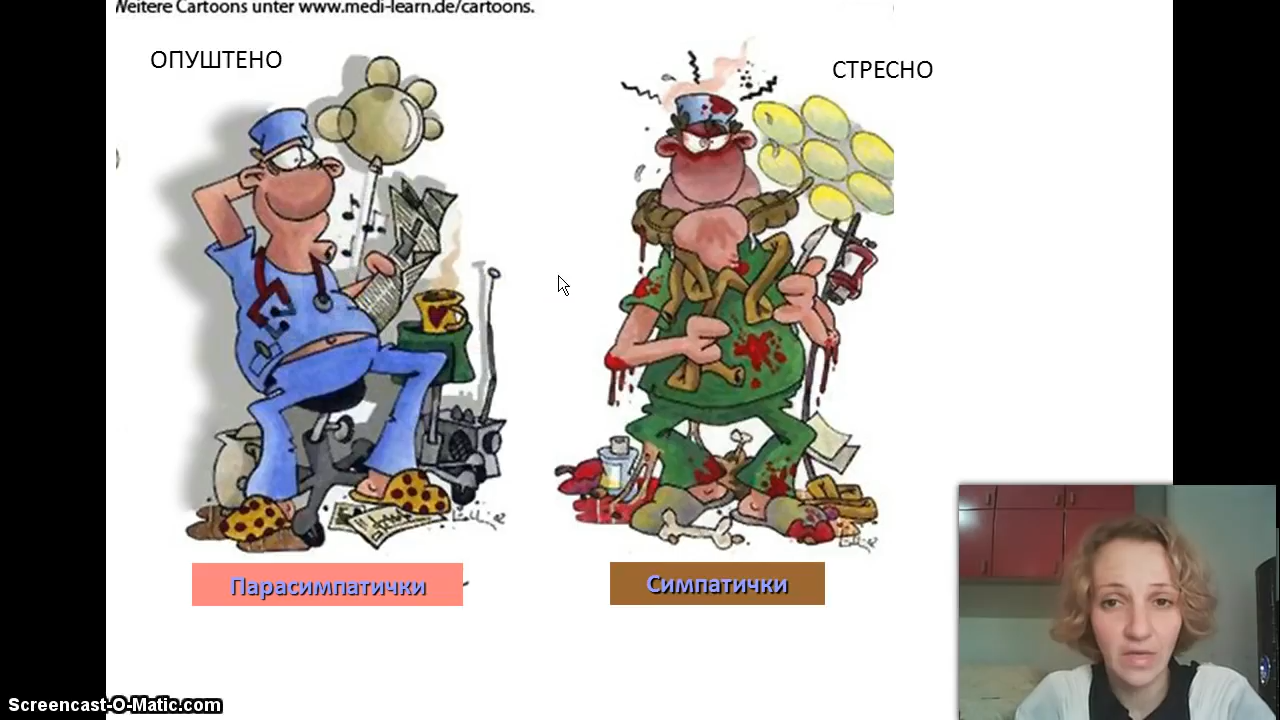 Weitere Cartoons unter www.medi-learn.de/cartoons.
ОПУШТЕНО
СТРЕСНО
Парасимпатички
Симпатички
Screencast-O-Matic.com